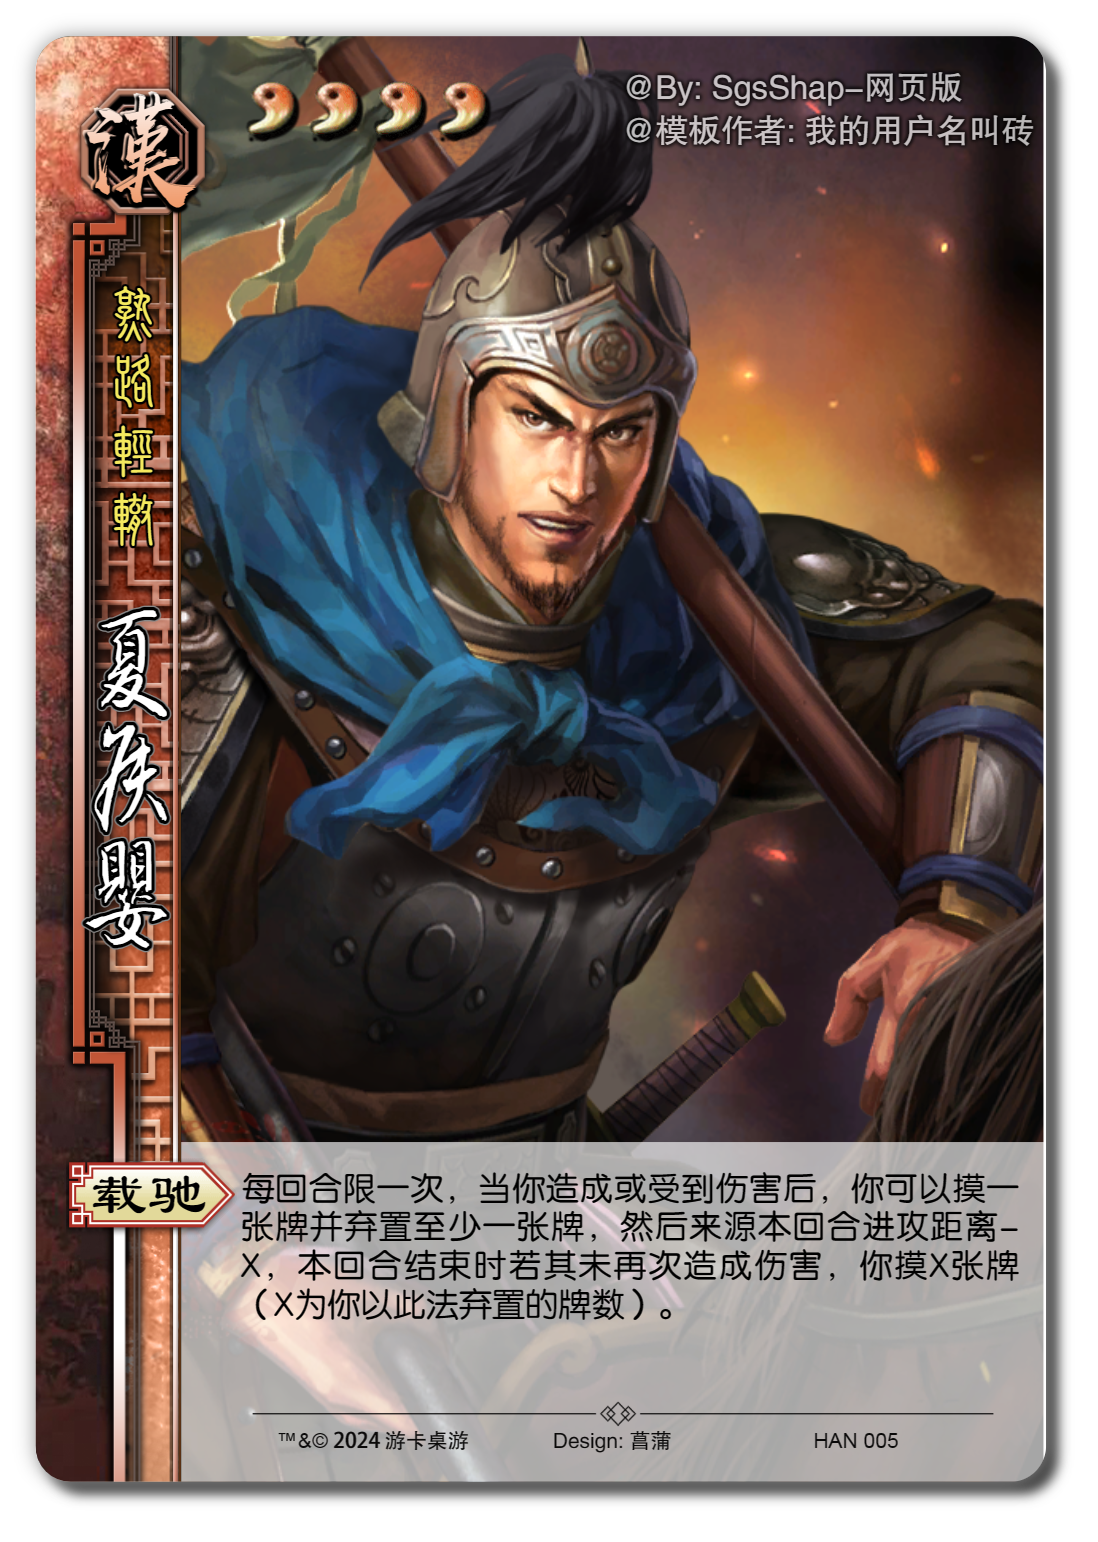 漢
@By: SgsShap-网页版
@模板作者: 我的用户名叫砖
熟路輕轍
夏侯嬰
载驰
每回合限一次，当你造成或受到伤害后，你可以摸一
张牌并弃置至少一张牌，然后来源本回合进攻距离-
X，本回合结束时若其未再次造成伤害，你摸X张牌
（X为你以此法弃置的牌数）。
™&© 2024 游卡桌游
Design: 菖蒲
HAN 005